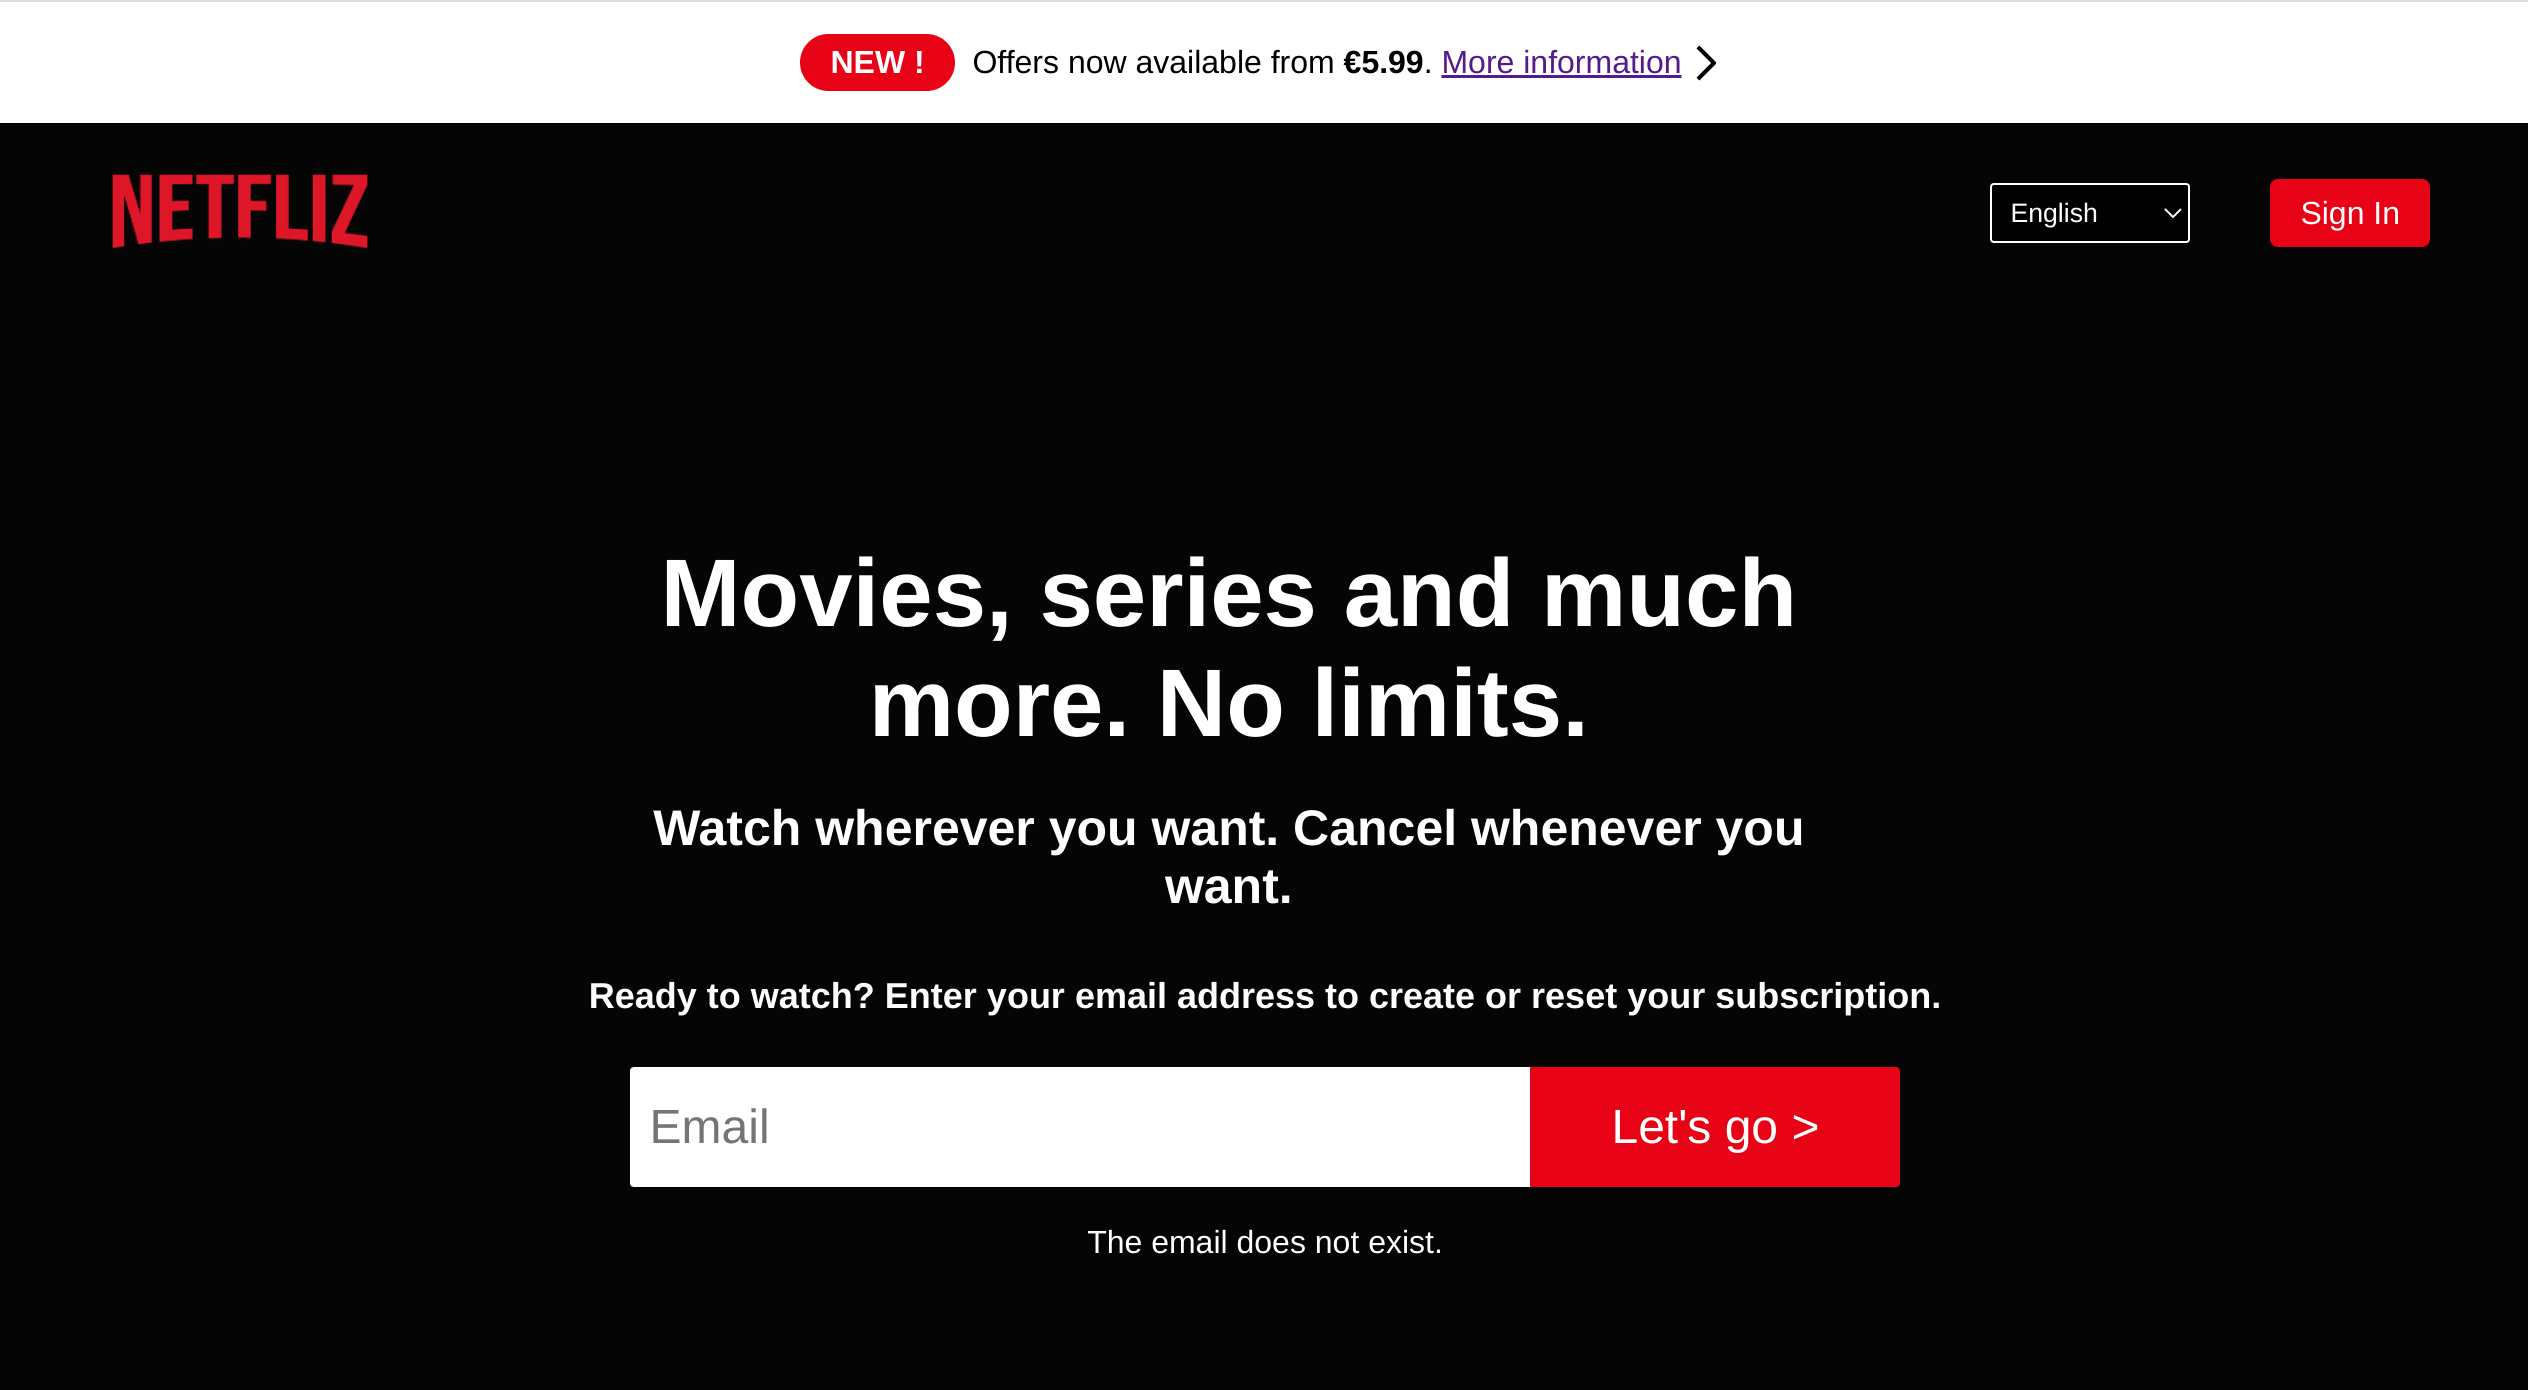 NEW ! Offers now available from €5.99. More information
NETFLIZ
English
Sign In
Movies, series and much
more. No limits.
Watch wherever you want. Cancel whenever you
want.
Ready to watch? Enter your email address to create or reset your subscription.
Email
Let's go >
The email does not exist.